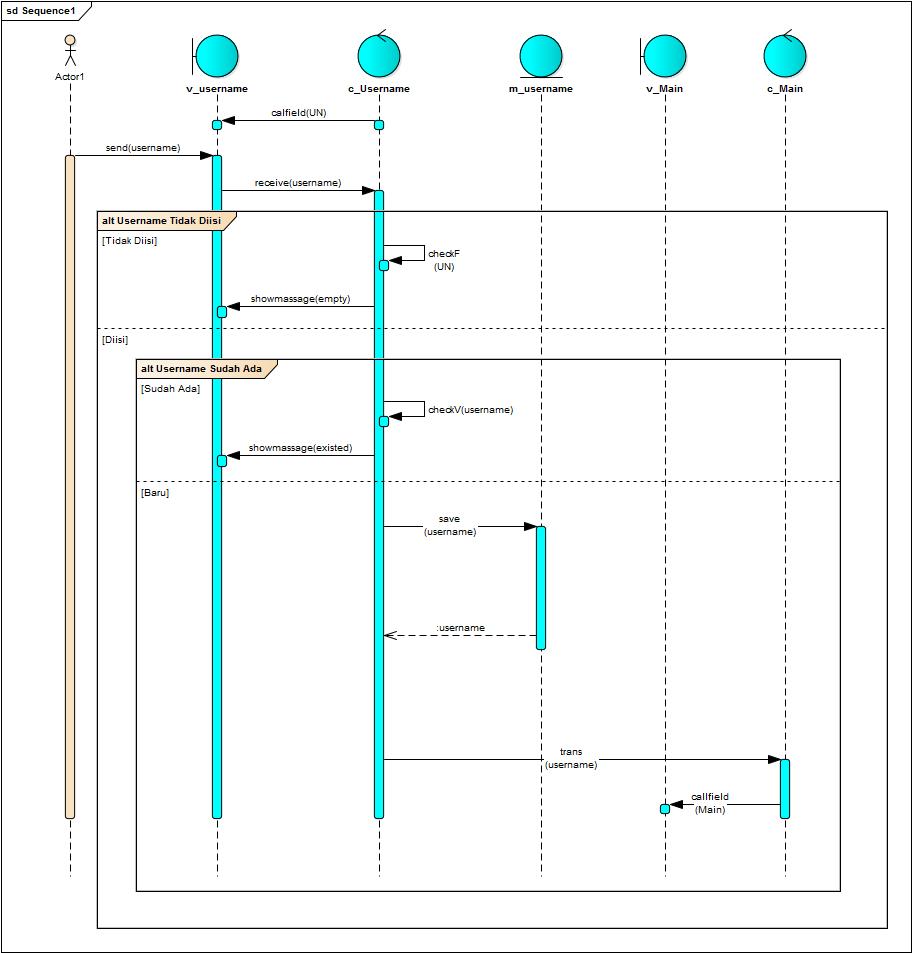 sd Sequence1
Actor1
v_username
c_Username
m_username
v_Main
c_Main
calfield(UN)
send(username)
receive(username)
alt Username Tidak Diisi
[Tidak Diisi]
checkF
(UN)
showmassage(empty)
[Diisi]
alt Username Sudah Ada
[Sudah Ada]
checkV(username)
showmassage(existed)
[Baru]
save
(username)
:username
trans
(username)
callfield
(Main)